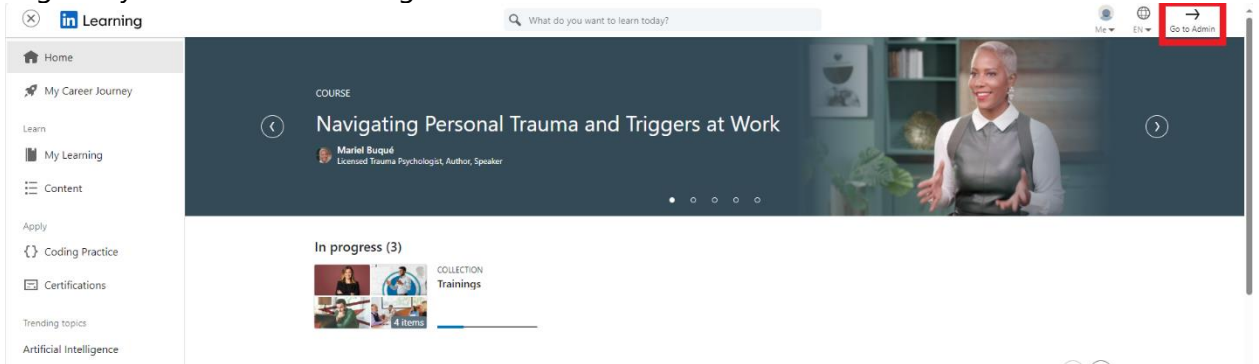 in Learning
What do you want to learn today?
Me
EN
Go to Admin
Home
My Career Journey
Learn
My Learning
Content
Apply
Coding Practice
Certifications
Trending topics
Artificial Intelligence
COURSE
Navigating Personal Trauma and Triggers at Work
Mariel Buqué
Licensed Trauma Psychologist, Author, Speaker
In progress (3)
4 items
COLLECTION
Trainings